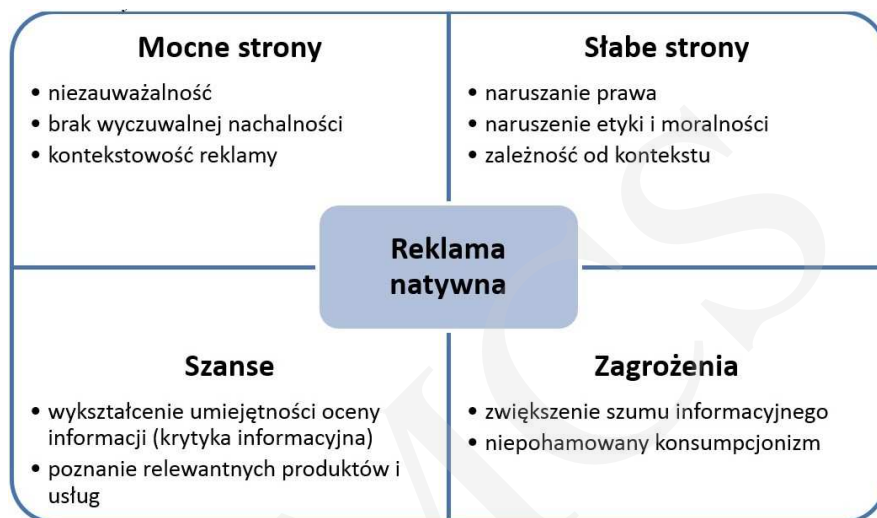 Mocne strony
• niezauważalność
• brak wyczuwalnej nachalności
• kontekstowość reklamy
Słabe strony
• naruszanie prawa
• naruszenie etyki i moralności
• zależność od kontekstu
Reklama
natywna
Szanse
• wykształcenie umiejętności oceny
informacji (krytyka informacyjna)
• poznanie relewantnych produktów i
usług
Zagrożenia
• zwiększenie szumu informacyjnego
• niepohamowany konsumpcjonizm
MCS